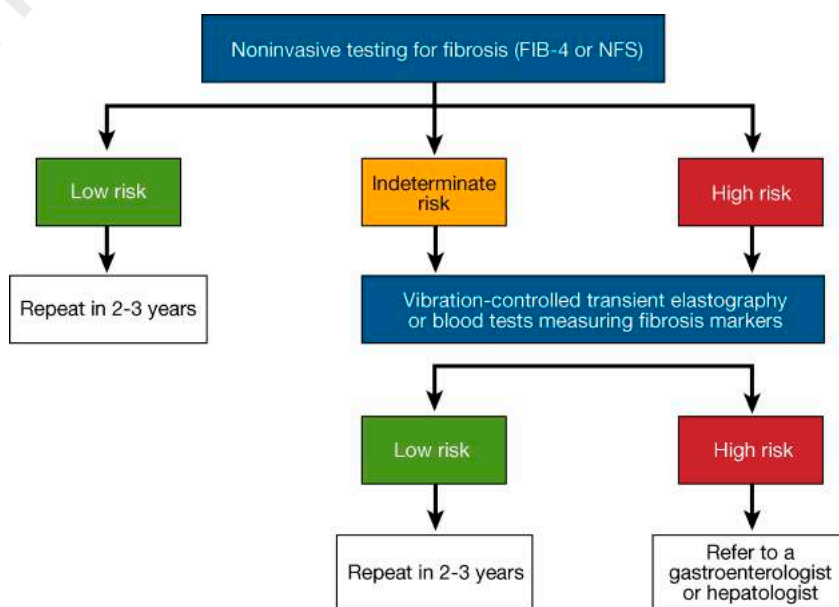 Noninvasive testing for fibrosis (FIB-4 or NFS)
Low risk
Indeterminate
risk
High risk
Repeat in 2-3 years
Vibration-controlled transient elastography
or blood tests measuring fibrosis markers
Low risk
High risk
Repeat in 2-3 years
Refer to a
gastroenterologist
or hepatologist